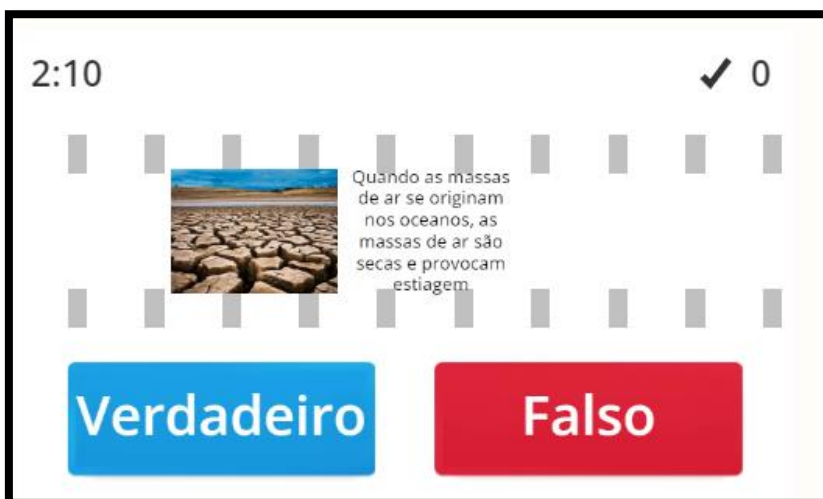 2:10
✓ 0
Quando as massas
de ar se originam
nos oceanos, as
massas de ar são
secas e provocam
estiagem
Verdadeiro
Falso